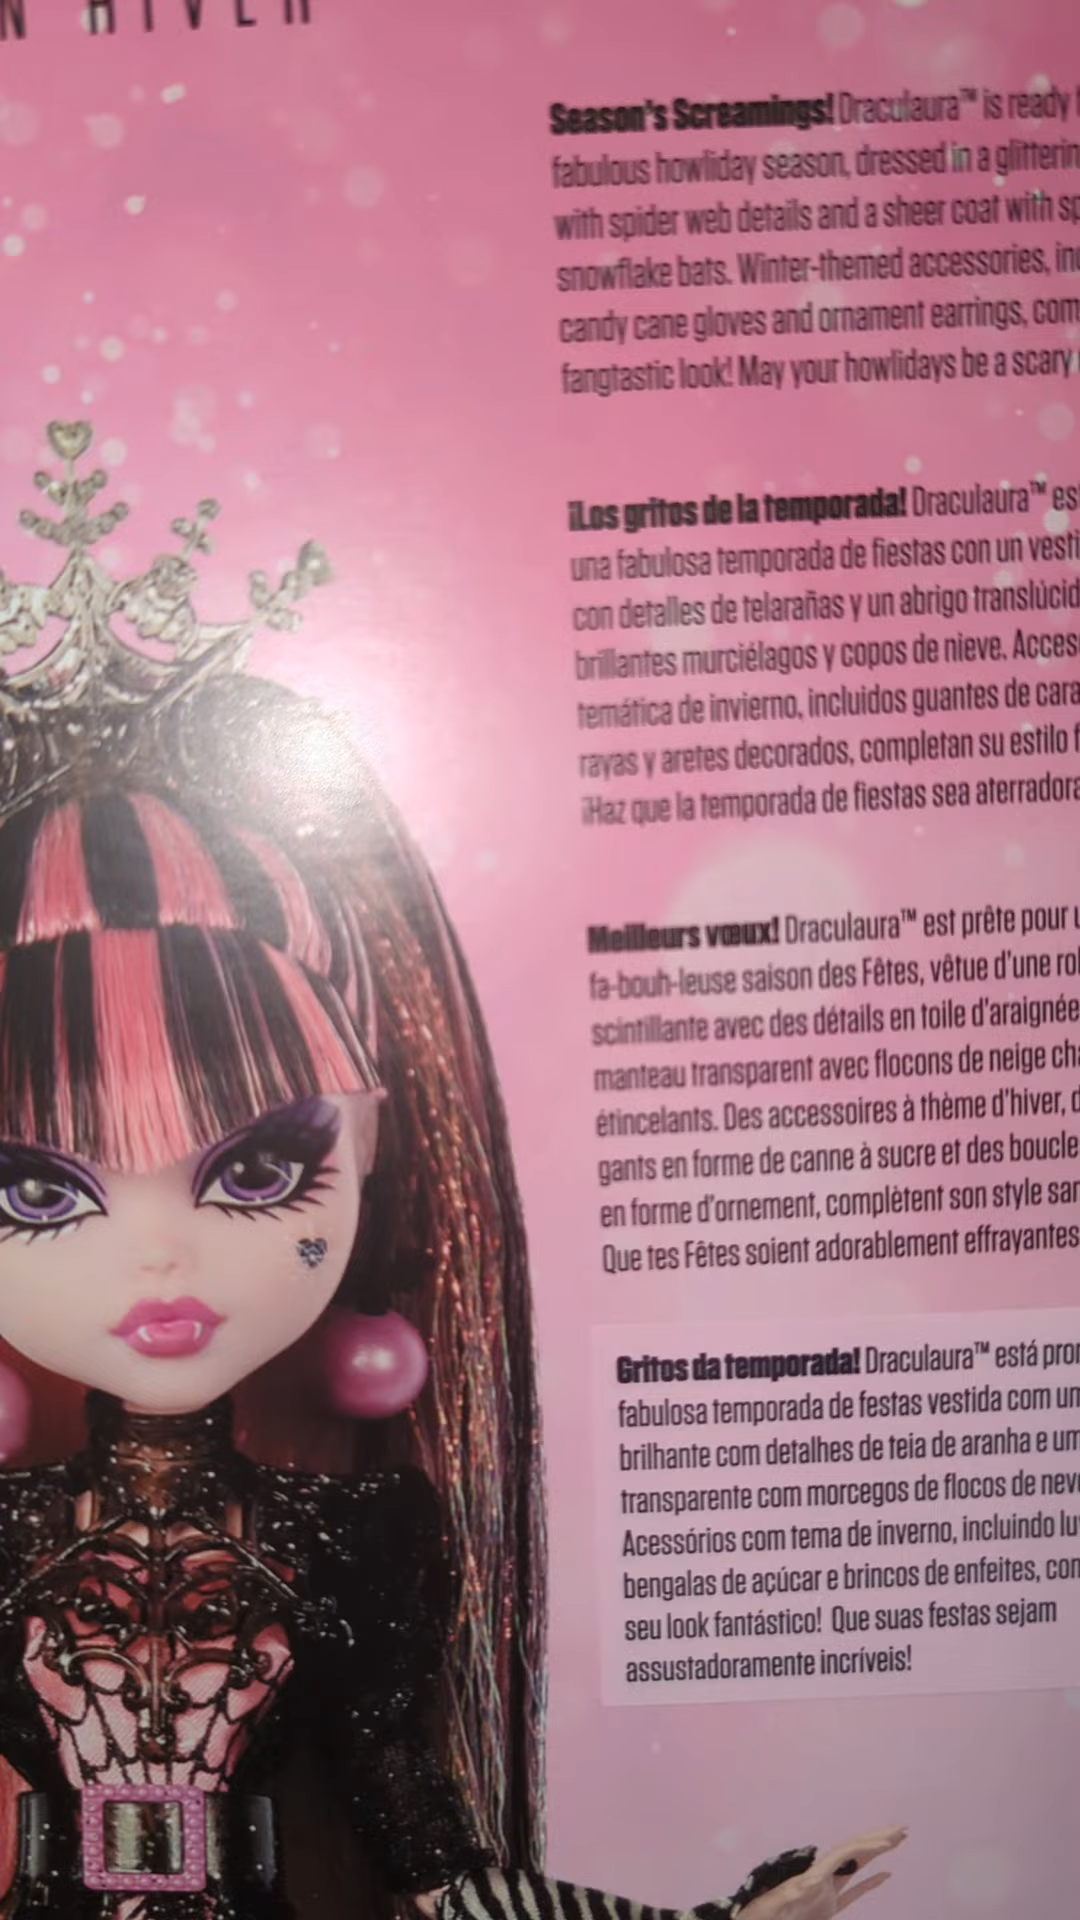 N HIVER
Season's Screamings! Draculaura™ is ready
fabulous howliday season, dressed in a
with spider web details and a sheer coat with
snowflake bats. Winter-themed accessories,
candy cane gloves and ornament earrings,
fangtastic look! May your howlidays be a scary
¡Los gritos de la temporada! Draculaura™
una fabulosa temporada de fiestas con un
con detalles de telarañas y un abrigo
brillantes murciélagos y copos de nieve.
temática de invierno, incluidos guantes de
rayas y aretes decorados, completan su estilo
¡Haz que la temporada de fiestas sea
Meilleurs vœux! Draculaura™ est prête pour
fa-bouh-leuse saison des Fêtes, vêtue d'une
scintillante avec des détails en toile d'araignée
manteau transparent avec flocons de neige
étincelants. Des accessoires à thème d'hiver,
gants en forme de canne à sucre et des
en forme d'ornement, complètent son style
Que tes Fêtes soient adorablement effrayantes
Gritos da temporada! Draculaura™ está
fabulosa temporada de festas vestida com
brilhante com detalhes de teia de aranha e
transparente com morcegos de flocos de
Acessórios com tema de inverno, incluindo
bengalas de açúcar e brincos de enfeites,
seu look fantástico! Que suas festas sejam
assustadoramente incríveis!